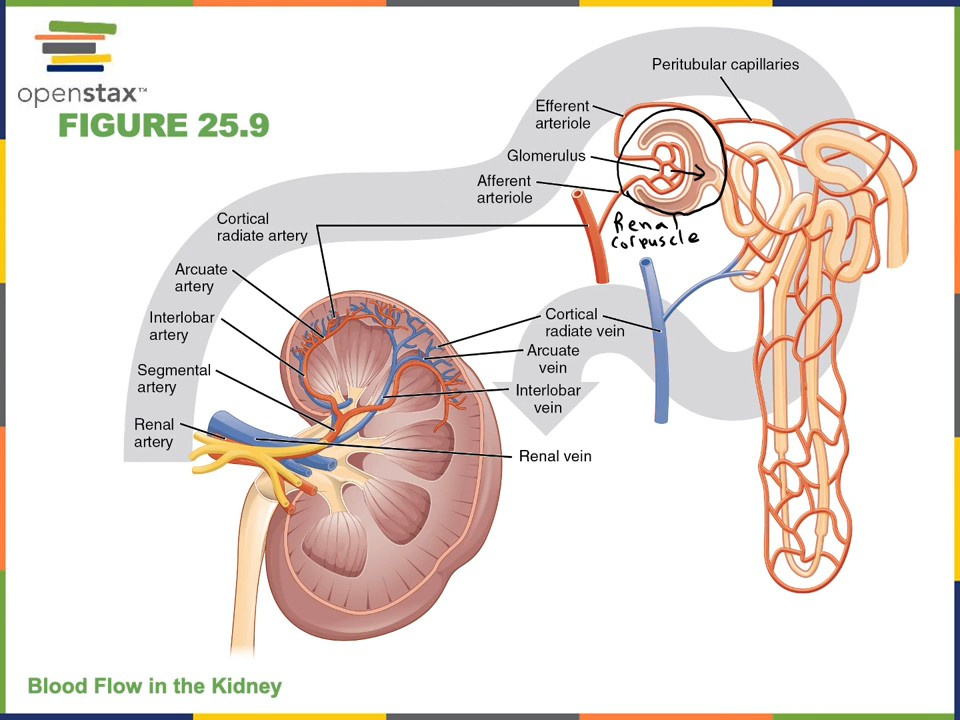 openstax™
FIGURE 25.9
Peritubular capillaries
Efferent
arteriole
Glomerulus
Afferent
arteriole
Renal
corpuscle
Cortical
radiate artery
Arcuate
artery
Interlobar
artery
Segmental
artery
Renal
artery
Cortical
radiate vein
Arcuate
vein
Interlobar
vein
Renal vein
Blood Flow in the Kidney